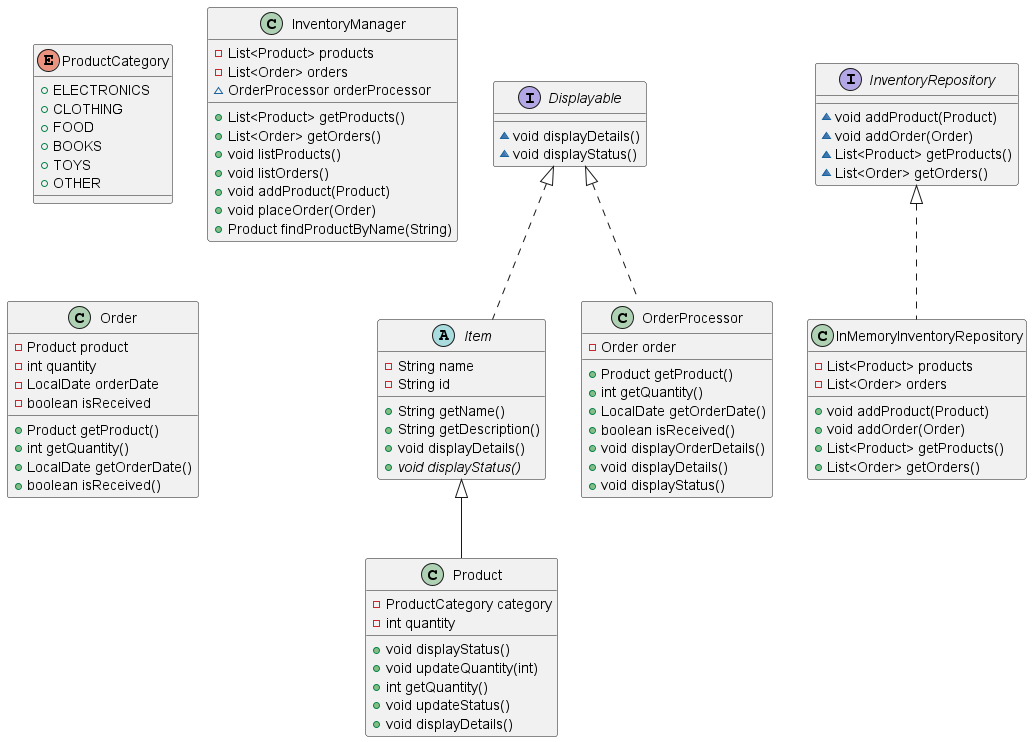 E ProductCategory
ELECTRONICS
CLOTHING
FOOD
BOOKS
TOYS
OTHER
C InventoryManager
List<Product> products
List<Order> orders
OrderProcessor orderProcessor
List<Product> getProducts()
List<Order> getOrders()
void listProducts()
void listOrders()
void addProduct(Product)
void placeOrder(Order)
Product findProductByName(String)
I Displayable
void displayDetails()
void displayStatus()
I InventoryRepository
void addProduct(Product)
void addOrder(Order)
List<Product> getProducts()
List<Order> getOrders()
C Order
Product product
int quantity
LocalDate orderDate
boolean isReceived
Product getProduct()
int getQuantity()
LocalDate getOrderDate()
boolean isReceived()
A Item
String name
String id
String getName()
String getDescription()
void displayDetails()
void displayStatus()
C OrderProcessor
Order order
Product getProduct()
int getQuantity()
LocalDate getOrderDate()
boolean isReceived()
void displayOrderDetails()
void displayDetails()
void displayStatus()
C InMemoryInventoryRepository
List<Product> products
List<Order> orders
void addProduct(Product)
void addOrder(Order)
List<Product> getProducts()
List<Order> getOrders()
C Product
ProductCategory category
int quantity
void displayStatus()
void updateQuantity(int)
int getQuantity()
void updateStatus()
void displayDetails()